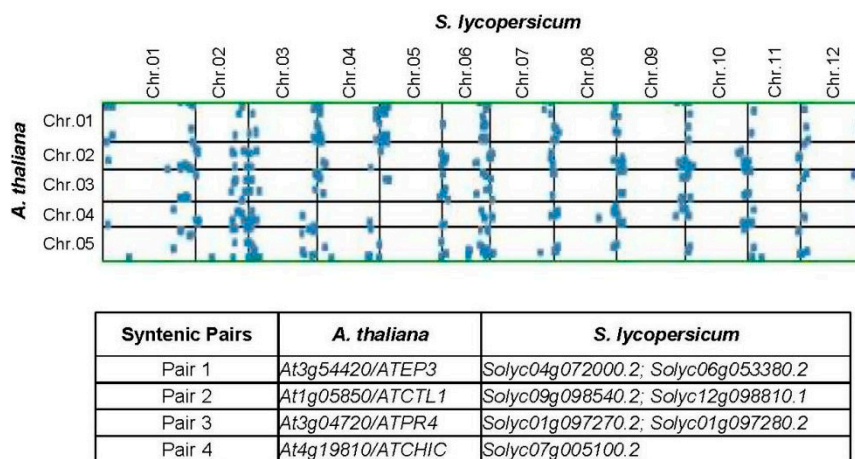 S. lycopersicum
Chr.01 Chr.02 Chr.03 Chr.04 Chr.05 Chr.06 Chr.07 Chr.08 Chr.09 Chr.10 Chr.11 Chr.12
A. thaliana
Chr.01
Chr.02
Chr.03
Chr.04
Chr.05
Syntenic Pairs A. thaliana S. lycopersicum
Pair 1 At3g54420/ATEP3 Solyc04g072000.2; Solyc06g053380.2
Pair 2 At1g05850/ATCTL1 Solyc09g098540.2; Solyc12g098810.1
Pair 3 At3g04720/ATPR4 Solyc01g097270.2; Solyc01g097280.2
Pair 4 At4g19810/ATCHIC Solyc07g005100.2